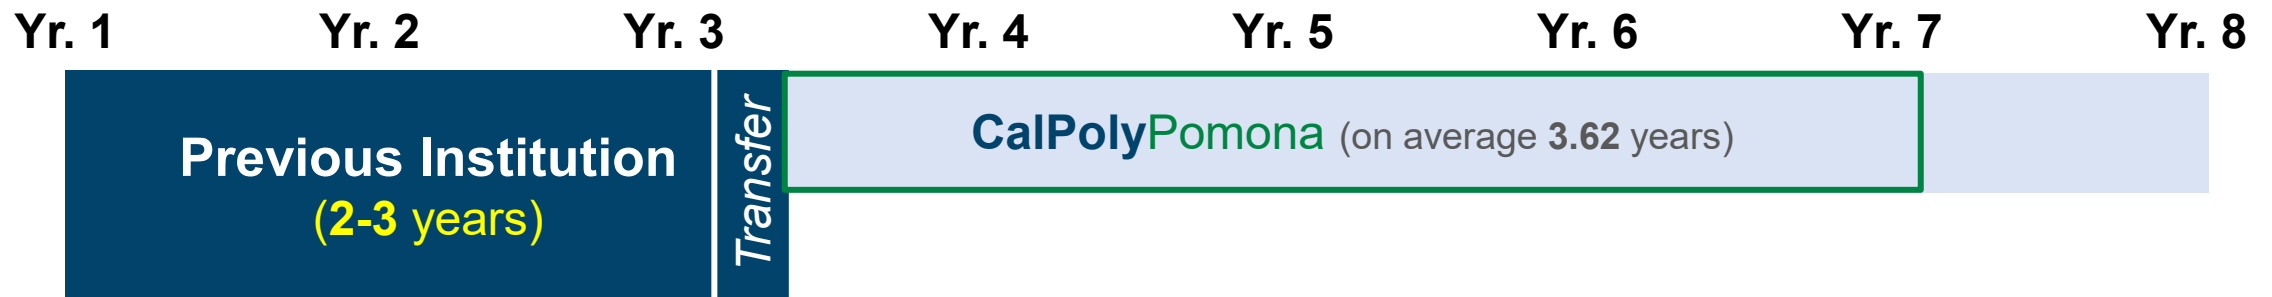 Yr. 1 Yr. 2 Yr. 3 Yr. 4 Yr. 5 Yr. 6 Yr. 7 Yr. 8
Previous Institution
(2-3 years)
Transfer
CalPolyPomona (on average 3.62 years)